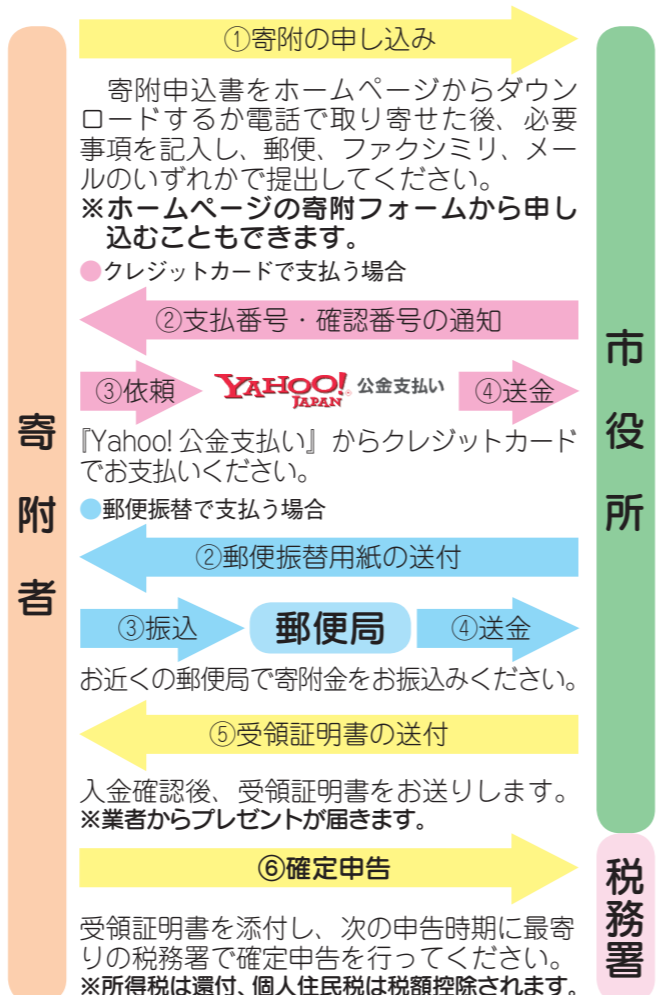 ①寄附の申し込み
　寄附申込書をホームページからダウン
ロードするか電話で取り寄せた後、必要
事項を記入し、郵便、ファクシミリ、メー
ルのいずれかで提出してください。
※ホームページの寄附フォームから申し
込むこともできます。
●クレジットカードで支払う場合
②支払番号・確認番号の通知
③依頼
YAHOO! JAPAN 公金支払い
④送金
『Yahoo! 公金支払い』からクレジットカード
でお支払いください。
●郵便振替で支払う場合
②郵便振替用紙の送付
③振込
郵便局
④送金
お近くの郵便局で寄附金をお振込みください。
⑤受領証明書の送付
入金確認後、受領証明書をお送りします。
※業者からプレゼントが届きます。
⑥確定申告
受領証明書を添付し、次の申告時期に最寄
りの税務署で確定申告を行ってください。
※所得税は還付、個人住民税は税額控除されます。
寄附者
市役所
税務署